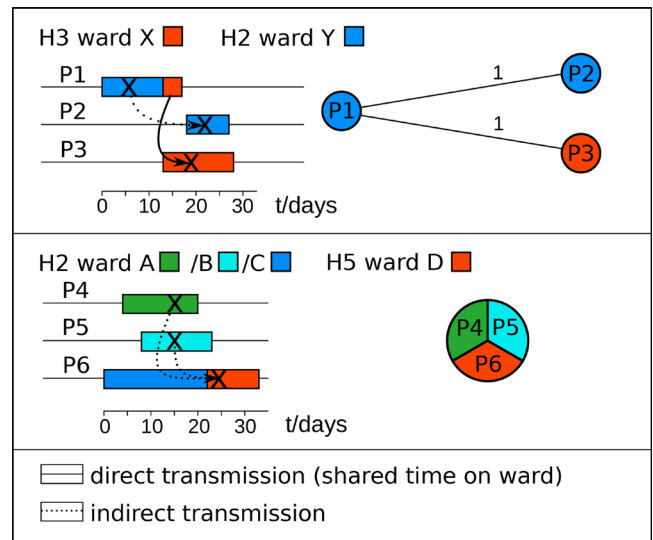 H3 ward X H2 ward Y
P1
P2
P3
0 10 20 30 t/days
P1
1
P2
1
P3
H2 ward A /B /C H5 ward D
P4
P5
P6
0 10 20 30 t/days
P4 P5
P6
direct transmission (shared time on ward)
indirect transmission